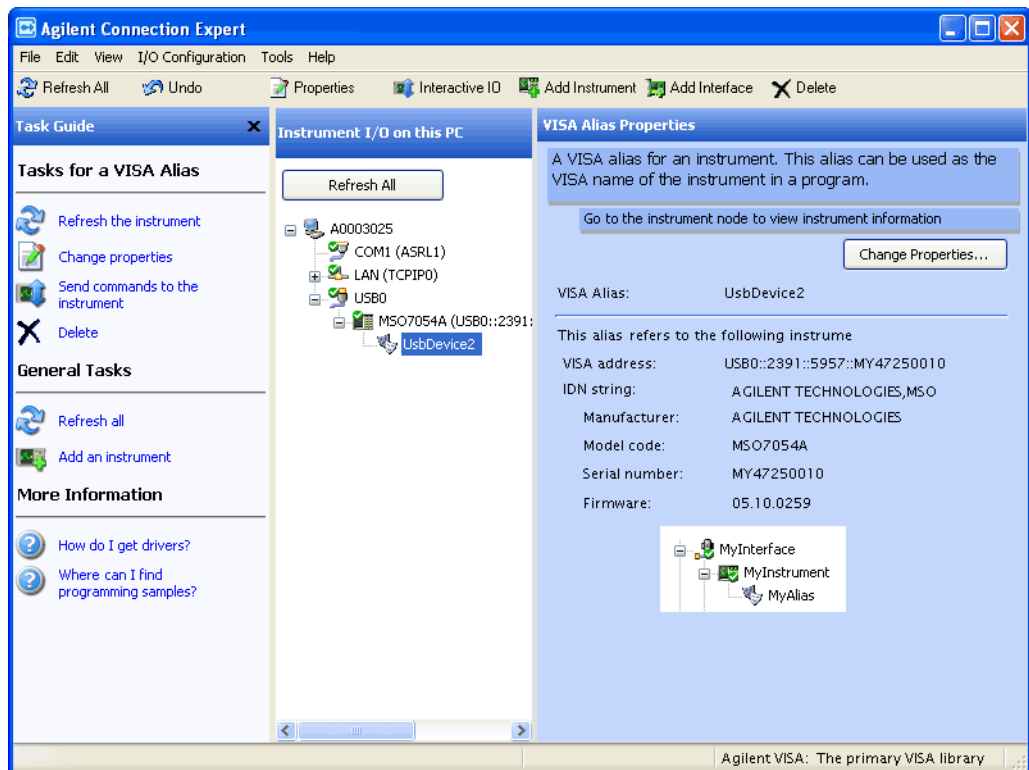 Agilent Connection Expert
File Edit View I/O Configuration Tools Help
Refresh All Undo Properties Interactive IO Add Instrument Add Interface Delete
Task Guide
Tasks for a VISA Alias
Refresh the instrument
Change properties
Send commands to the
instrument
Delete
General Tasks
Refresh all
Add an instrument
More Information
How do I get drivers?
Where can I find
programming samples?
Instrument I/O on this PC
Refresh All
A0003025
COM1 (ASRL1)
LAN (TCPIP0)
USB0
MSO7054A (USB0::2391:
UsbDevice2
VISA Alias Properties
A VISA alias for an instrument. This alias can be used as the
VISA name of the instrument in a program.
Go to the instrument node to view instrument information
Change Properties...
VISA Alias: UsbDevice2
This alias refers to the following instrume
VISA address: USB0::2391::5957::MY47250010
IDN string: AGILENT TECHNOLOGIES,MSO
Manufacturer: AGILENT TECHNOLOGIES
Model code: MSO7054A
Serial number: MY47250010
Firmware: 05.10.0259
MyInterface
MyInstrument
MyAlias
Agilent VISA: The primary VISA library